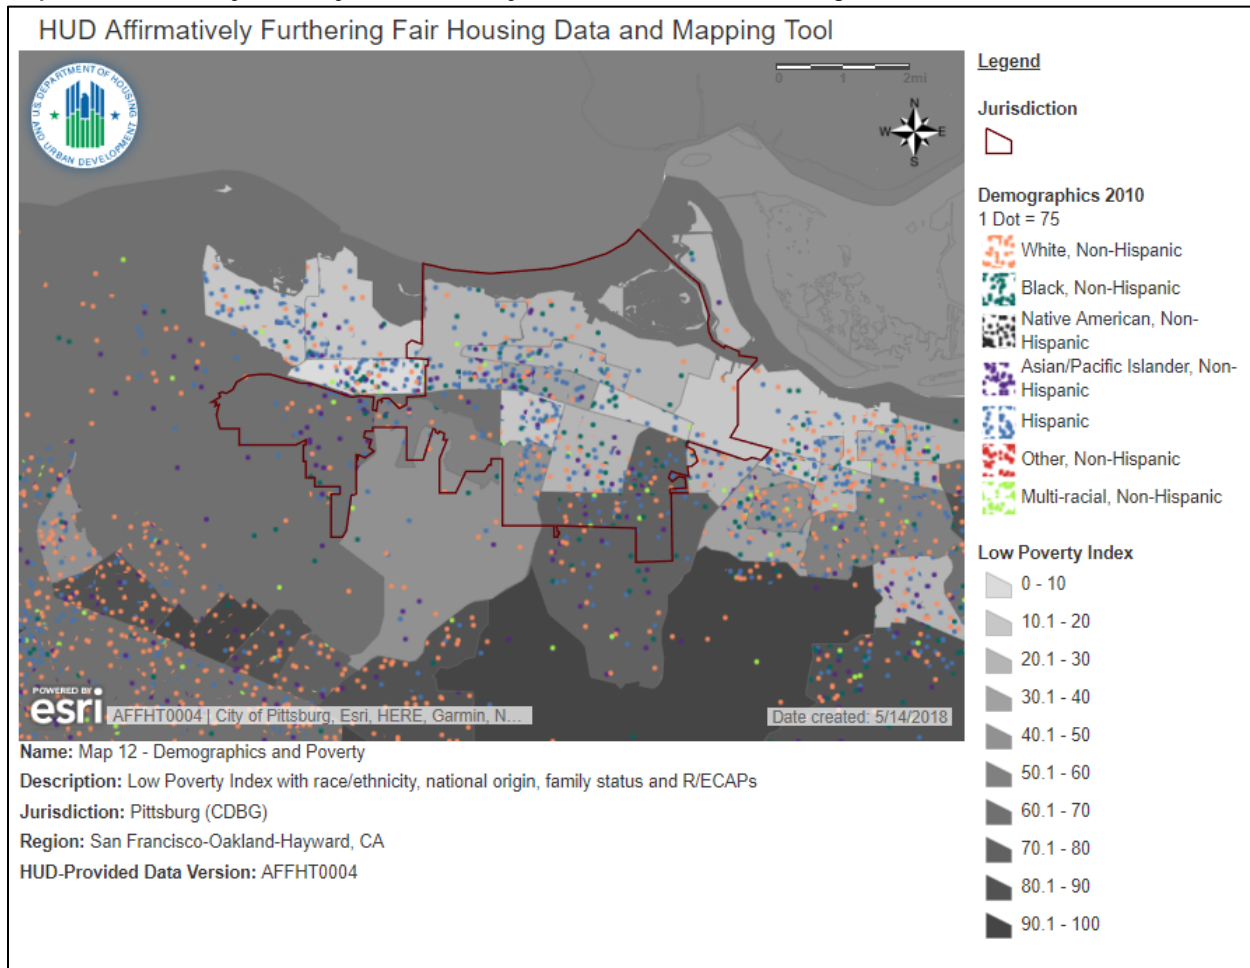 HUD Affirmatively Furthering Fair Housing Data and Mapping Tool
U.S. DEPARTMENT OF HOUSING
AND URBAN DEVELOPMENT
0 1 2mi
N
W E
S
POWERED BY
esri
AFFHT0004 | City of Pittsburg, Esri, HERE, Garmin, N...
Date created: 5/14/2018
Legend
Jurisdiction
Demographics 2010
1 Dot = 75
White, Non-Hispanic
Black, Non-Hispanic
Native American, Non-
Hispanic
Asian/Pacific Islander, Non-
Hispanic
Hispanic
Other, Non-Hispanic
Multi-racial, Non-Hispanic
Low Poverty Index
0 - 10
10.1 - 20
20.1 - 30
30.1 - 40
40.1 - 50
50.1 - 60
60.1 - 70
70.1 - 80
80.1 - 90
90.1 - 100
Name: Map 12 - Demographics and Poverty
Description: Low Poverty Index with race/ethnicity, national origin, family status and R/ECAPs
Jurisdiction: Pittsburg (CDBG)
Region: San Francisco-Oakland-Hayward, CA
HUD-Provided Data Version: AFFHT0004